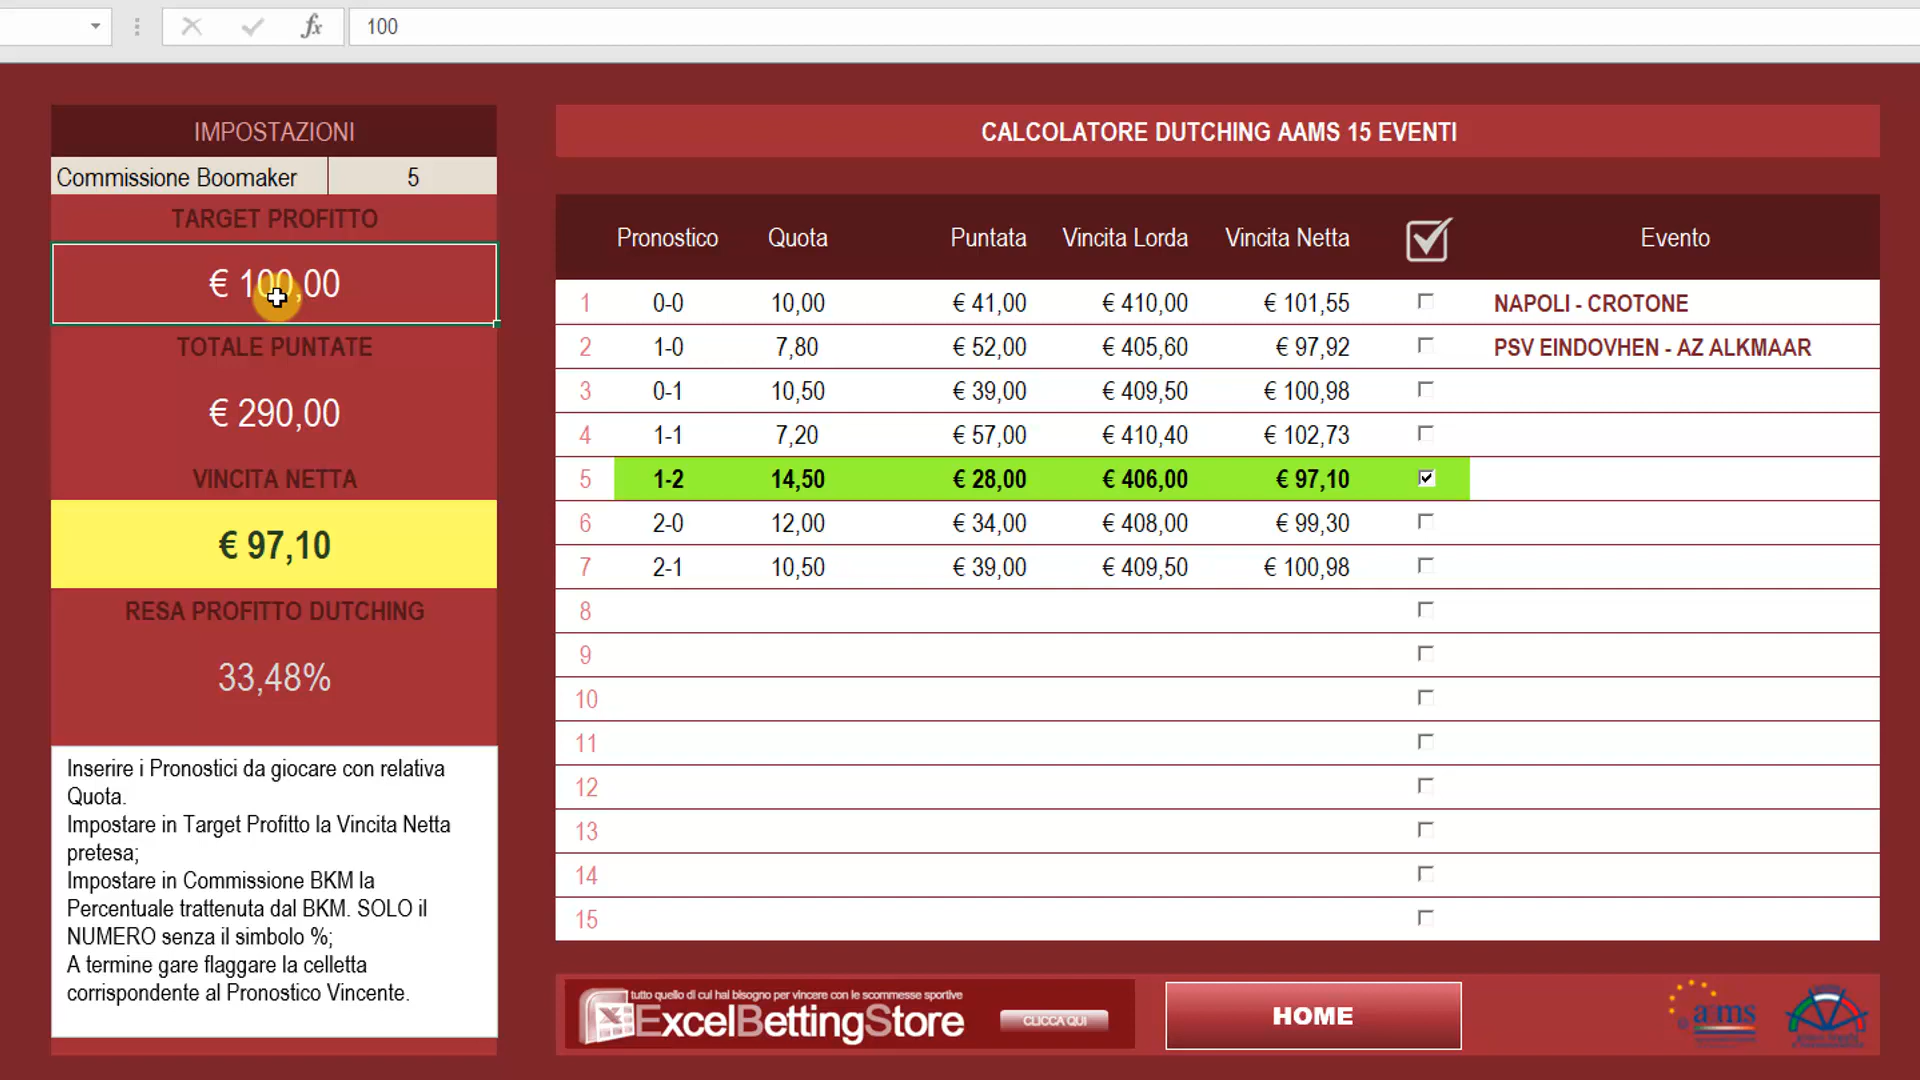 fx 100
IMPOSTAZIONI
Commissione Boomaker 5
TARGET PROFITTO
€ 100,00
TOTALE PUNTATE
€ 290,00
VINCITA NETTA
€ 97,10
RESA PROFITTO DUTCHING
33,48%
Inserire i Pronostici da giocare con relativa
Quota.
Impostare in Target Profitto la Vincita Netta
pretesa;
Impostare in Commissione BKM la
Percentuale trattenuta dal BKM. SOLO il
NUMERO senza il simbolo %;
A termine gare flaggare la celletta
corrispondente al Pronostico Vincente.
CALCOLATORE DUTCHING AAMS 15 EVENTI
Pronostico Quota Puntata Vincita Lorda Vincita Netta Evento
1 0-0 10,00 € 41,00 € 410,00 € 101,55 NAPOLI - CROTONE
2 1-0 7,80 € 52,00 € 405,60 € 97,92 PSV EINDOVHEN - AZ ALKMAAR
3 0-1 10,50 € 39,00 € 409,50 € 100,98
4 1-1 7,20 € 57,00 € 410,40 € 102,73
5 1-2 14,50 € 28,00 € 406,00 € 97,10
6 2-0 12,00 € 34,00 € 408,00 € 99,30
7 2-1 10,50 € 39,00 € 409,50 € 100,98
8
9
10
11
12
13
14
15
tutto quello di cui hai bisogno per vincere con le scommesse sportive
ExcelBettingStore
CLICCA QUI
HOME
aams